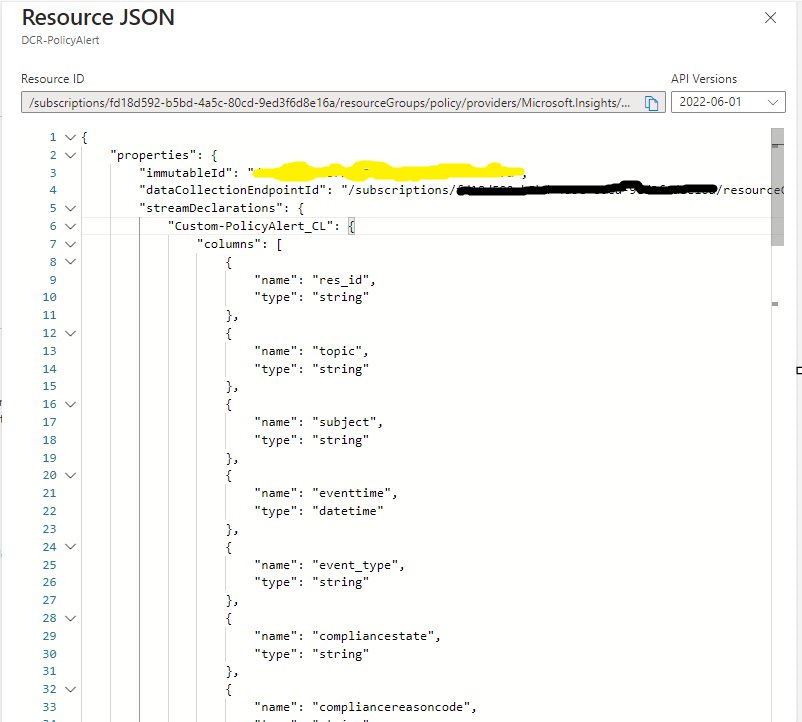 Resource JSON
DCR-PolicyAlert
Resource ID
API Versions
/subscriptions/fd18d592-b5bd-4a5c-80cd-9ed3f6d8e16a/resourceGroups/policy/providers/Microsoft.Insights/...
2022-06-01
1 {
2 "properties": {
3 "immutableId": "
4 "dataCollectionEndpointId": "/subscriptions/ /resource
5 "streamDeclarations": {
6 "Custom-PolicyAlert_CL": {
7 "columns": [
8 {
9 "name": "res_id",
10 "type": "string"
11 },
12 {
13 "name": "topic",
14 "type": "string"
15 },
16 {
17 "name": "subject",
18 "type": "string"
19 },
20 {
21 "name": "eventtime",
22 "type": "datetime"
23 },
24 {
25 "name": "event_type",
26 "type": "string"
27 },
28 {
29 "name": "compliancestate",
30 "type": "string"
31 },
32 {
33 "name": "compliancereasoncode",